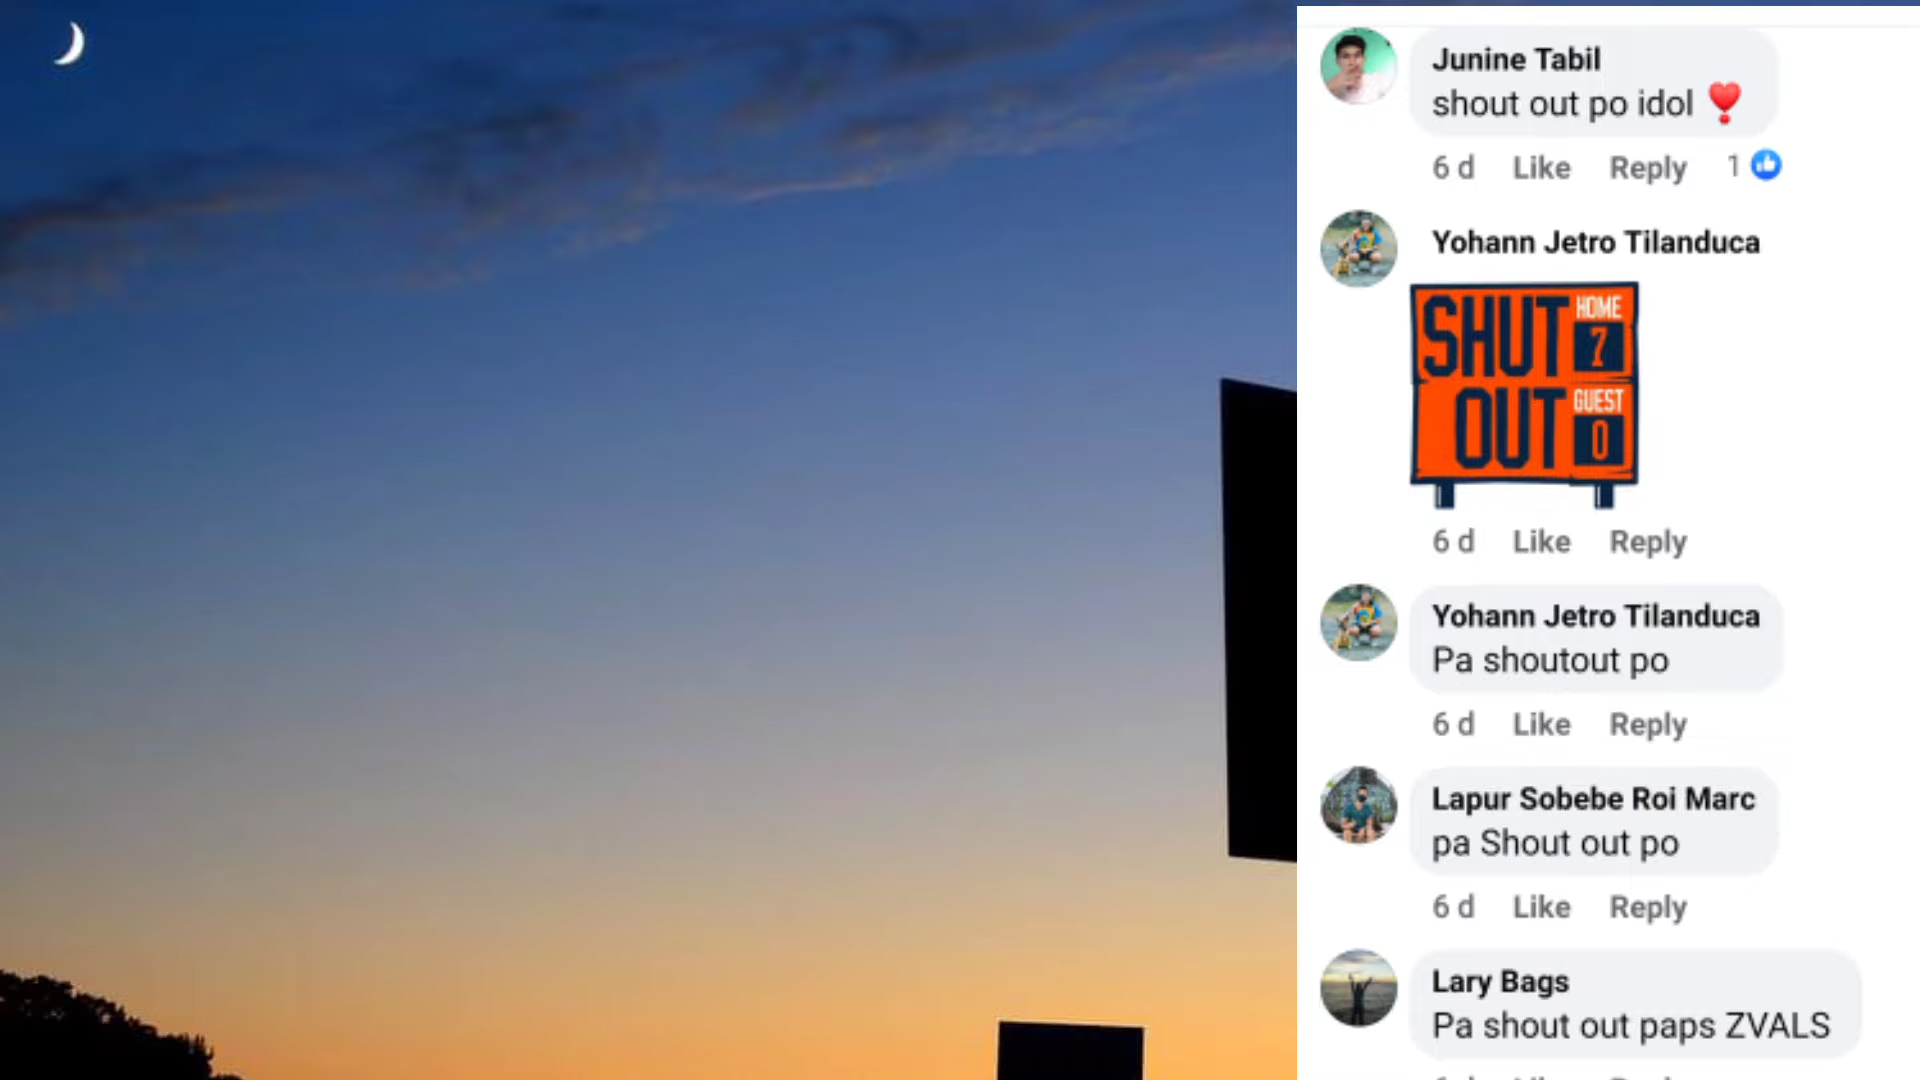 Junine Tabil
shout out po idol ❣️
6 d Like Reply 1
Yohann Jetro Tilanduca
SHUT HOME
7
OUT GUEST
0
6 d Like Reply
Yohann Jetro Tilanduca
Pa shoutout po
6 d Like Reply
Lapur Sobebe Roi Marc
pa Shout out po
6 d Like Reply
Lary Bags
Pa shout out paps ZVALS